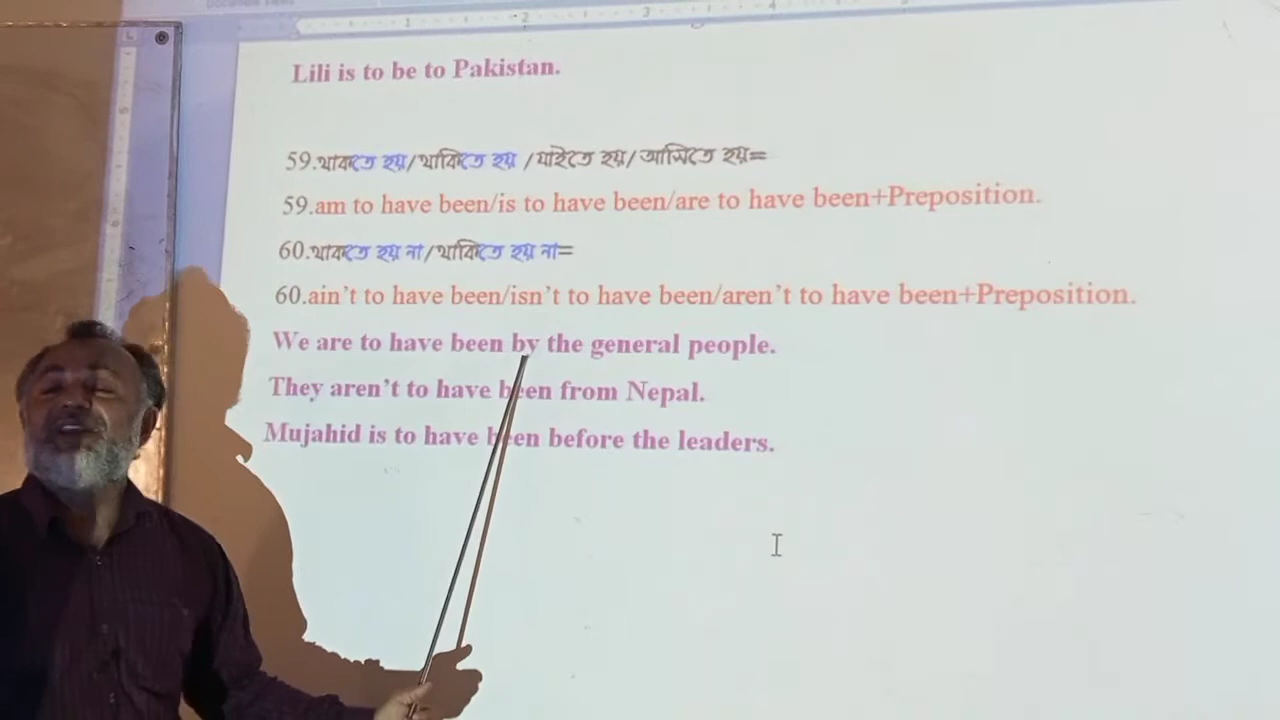 Lili is to be to Pakistan.
59.থাকতে হয়/থাকিতে হয় /যাইতে হয়/আসিতে হয়=
59.am to have been/is to have been/are to have been+Preposition.
60.থাকতে হয় না/থাকিতে হয় না=
60.ain’t to have been/isn’t to have been/aren’t to have been+Preposition.
We are to have been by the general people.
They aren’t to have been from Nepal.
Mujahid is to have been before the leaders.